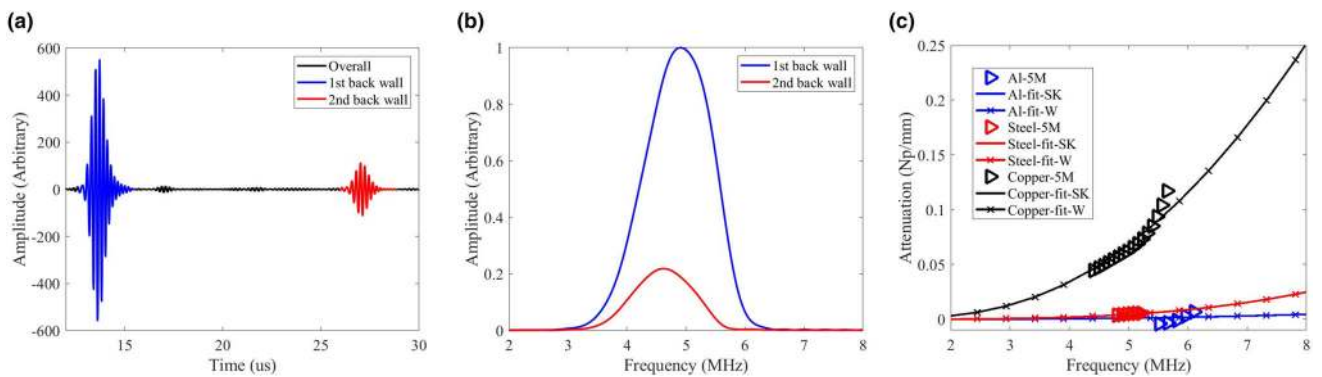 (a)
600
400
200
0
-200
-400
-600
Amplitude (Arbitrary)
Overall
1st back wall
2nd back wall
15
20
25
30
Time (us)
(b)
1
0.8
0.6
0.4
0.2
0
Amplitude (Arbitrary)
1st back wall
2nd back wall
2
3
4
5
6
7
8
Frequency (MHz)
(c)
0.25
0.2
0.15
0.1
0.05
0
Attenuation (Np/mm)
Al-5M
Al-fit-SK
Al-fit-W
Steel-5M
Steel-fit-SK
Steel-fit-W
Copper-5M
Copper-fit-SK
Copper-fit-W
2
3
4
5
6
7
8
Frequency (MHz)